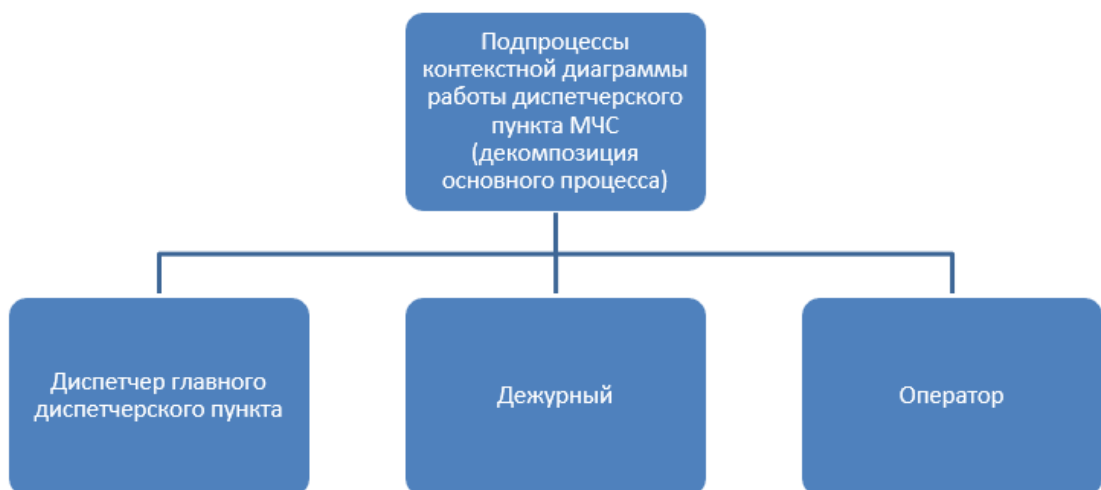 Подпроцессы
контекстной диаграммы
работы диспетчерского
пункта МЧС
(декомпозиция
основного процесса)
Диспетчер главного
диспетчерского пункта
Дежурный
Оператор